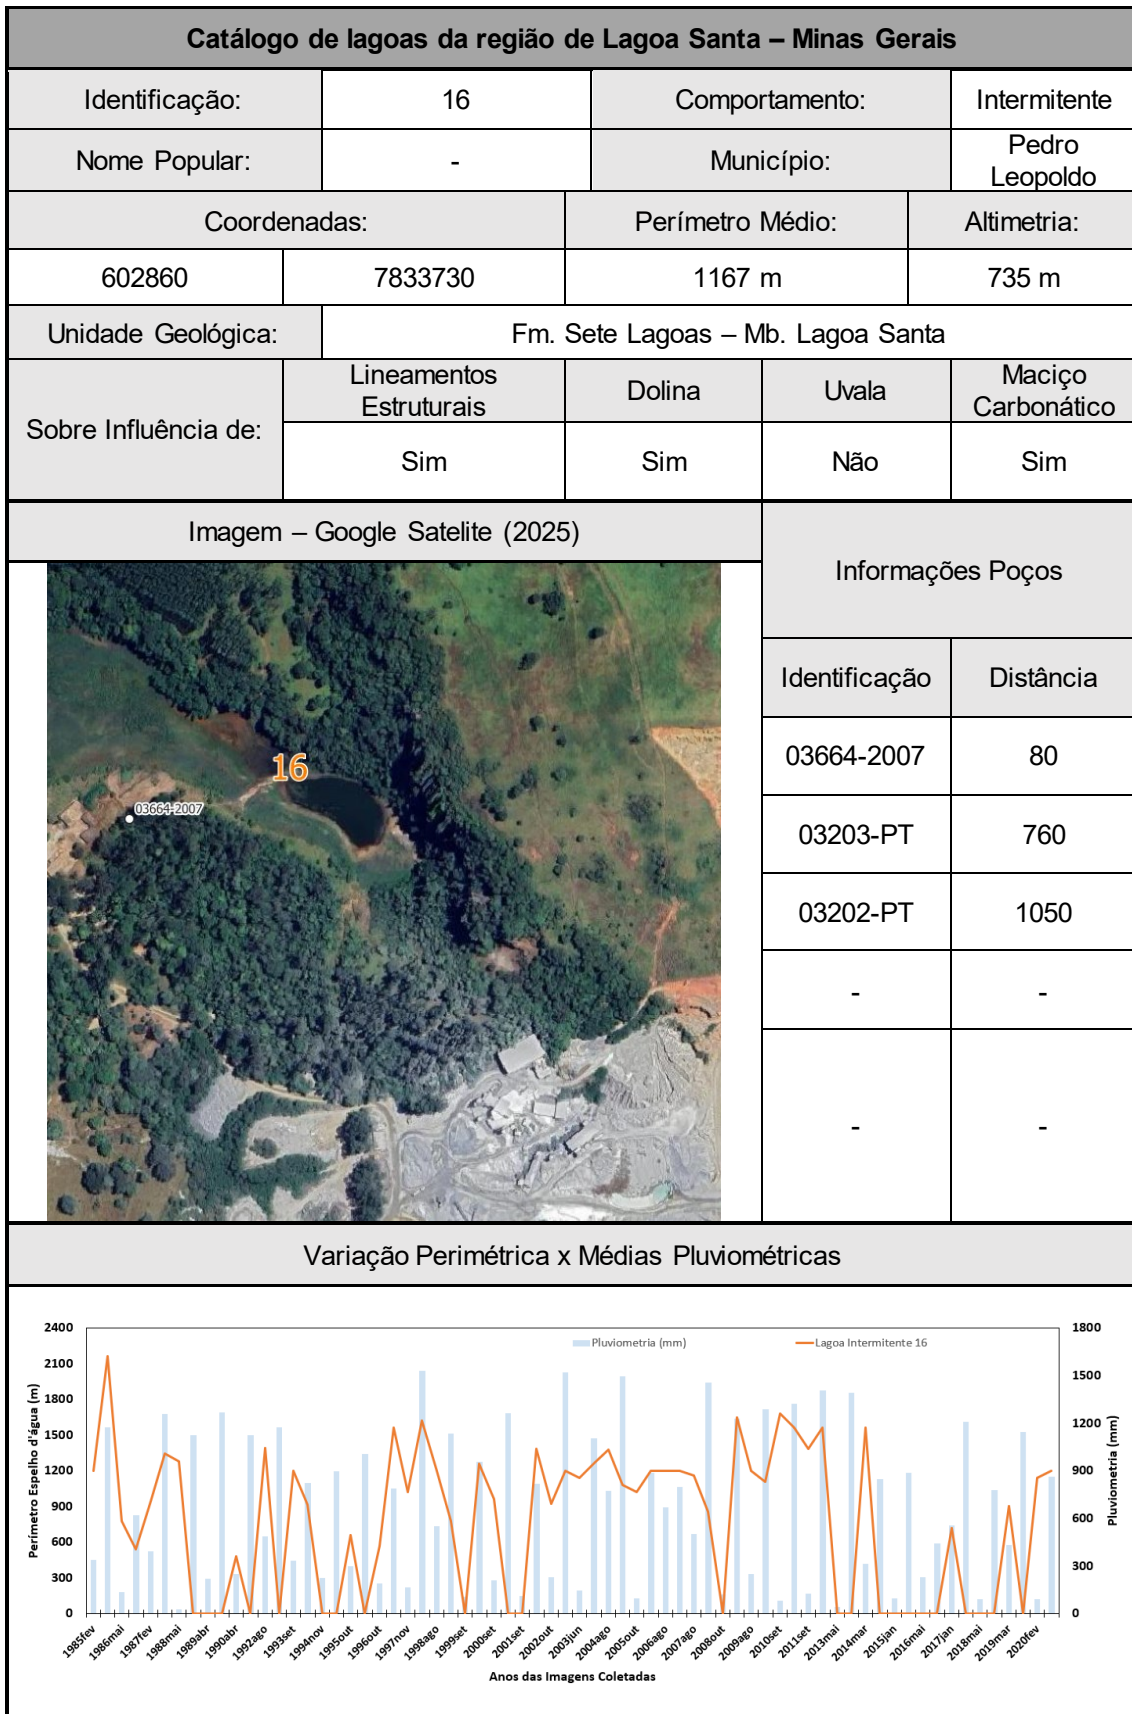 Catálogo de lagoas da região de Lagoa Santa – Minas Gerais
Identificação: 16 Comportamento: Intermitente
Nome Popular: - Município: Pedro Leopoldo
Coordenadas: Perímetro Médio: Altimetria:
602860 7833730 1167 m 735 m
Unidade Geológica: Fm. Sete Lagoas – Mb. Lagoa Santa
Sobre Influência de:
Lineamentos Estruturais Dolina Uvala Maciço Carbonático
Sim Sim Não Sim
Imagem – Google Satelite (2025)
16
03664-2007
Informações Poços
Identificação Distância
03664-2007 80
03203-PT 760
03202-PT 1050
- -
- -
Variação Perimétrica x Médias Pluviométricas
Pluviometria (mm) Lagoa Intermitente 16
Perímetro Espelho d'água (m)
2400
2100
1800
1500
1200
900
600
300
0
1800
1500
1200
900
600
300
0
Pluviometria (mm)
1985fev 1986mai 1987fev 1988mai 1989abr 1990abr 1992ago 1993set 1994nov 1995out 1996out 1997nov 1998ago 1999set 2000set 2001set 2002out 2003jun 2004ago 2005out 2006ago 2007ago 2008out 2009ago 2010set 2011set 2013mai 2014mar 2015jan 2016mai 2017jan 2018mai 2019mar 2020fev
Anos das Imagens Coletadas